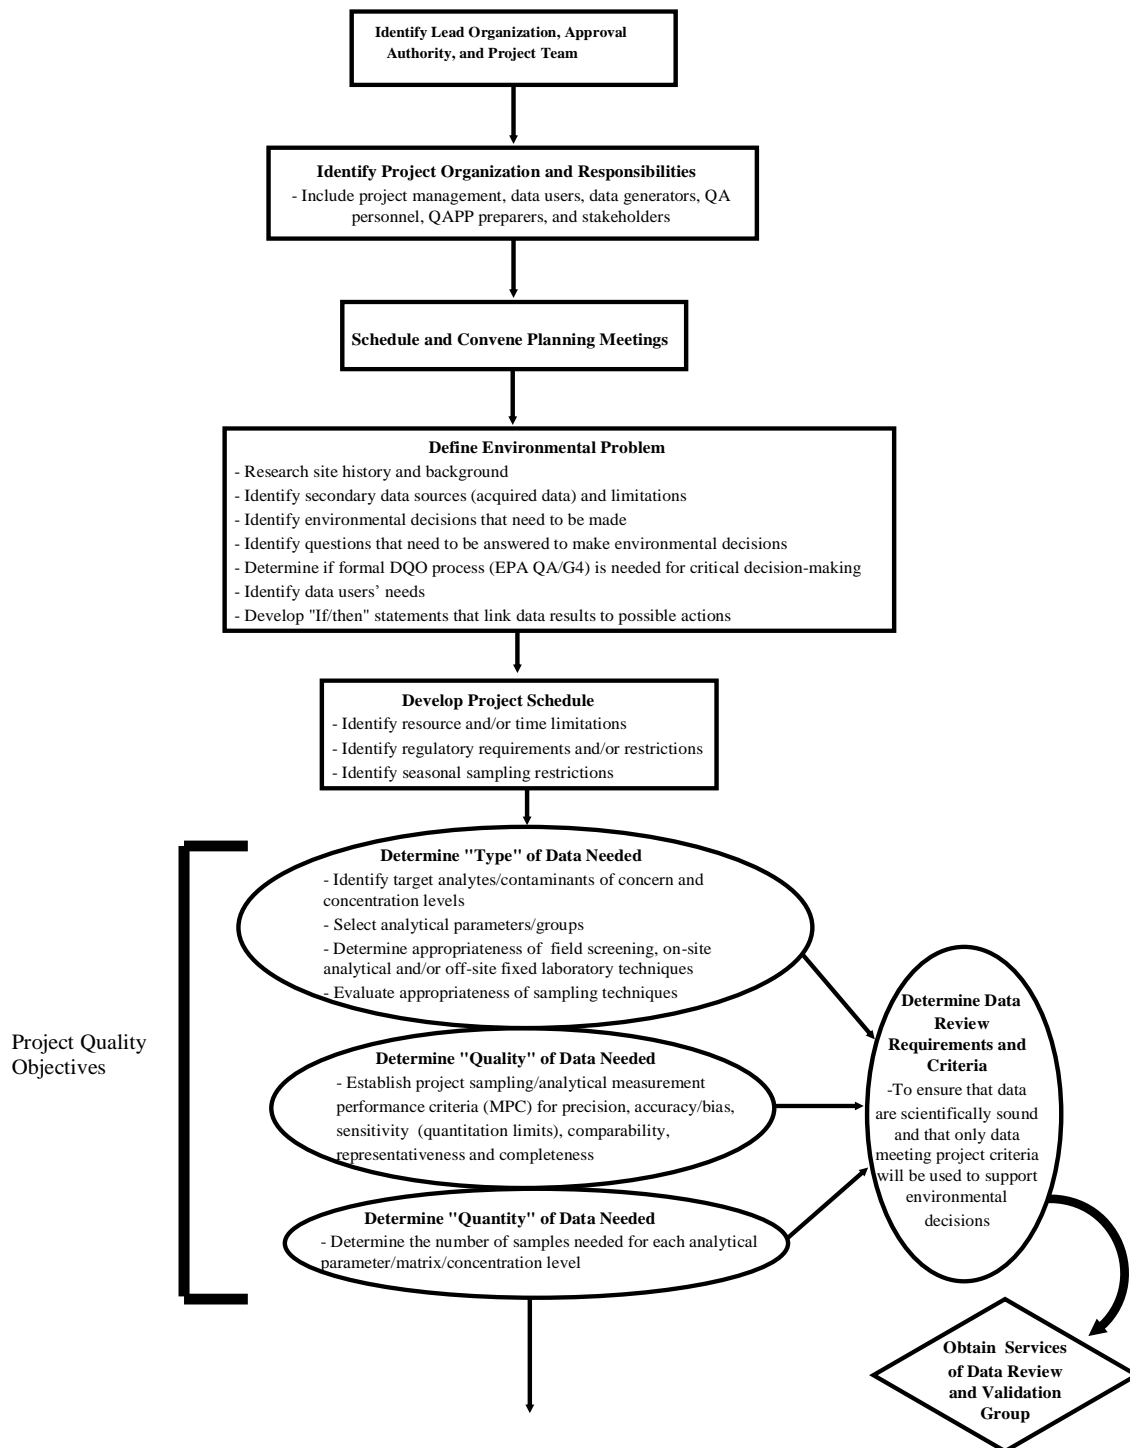 Identify Lead Organization, Approval
Authority, and Project Team
Identify Project Organization and Responsibilities
- Include project management, data users, data generators, QA
personnel, QAPP preparers, and stakeholders
Schedule and Convene Planning Meetings
Define Environmental Problem
- Research site history and background
- Identify secondary data sources (acquired data) and limitations
- Identify environmental decisions that need to be made
- Identify questions that need to be answered to make environmental decisions
- Determine if formal DQO process (EPA QA/G4) is needed for critical decision-making
- Identify data users’ needs
- Develop "If/then" statements that link data results to possible actions
Develop Project Schedule
- Identify resource and/or time limitations
- Identify regulatory requirements and/or restrictions
- Identify seasonal sampling restrictions
Project Quality
Objectives
Determine "Type" of Data Needed
- Identify target analytes/contaminants of concern and
concentration levels
- Select analytical parameters/groups
- Determine appropriateness of field screening, on-site
analytical and/or off-site fixed laboratory techniques
- Evaluate appropriateness of sampling techniques
Determine "Quality" of Data Needed
- Establish project sampling/analytical measurement
performance criteria (MPC) for precision, accuracy/bias,
sensitivity (quantitation limits), comparability,
representativeness and completeness
Determine "Quantity" of Data Needed
- Determine the number of samples needed for each analytical
parameter/matrix/concentration level
Determine Data
Review
Requirements and
Criteria
-To ensure that data
are scientifically sound
and that only data
meeting project criteria
will be used to support
environmental
decisions
Obtain Services
of Data Review
and Validation
Group